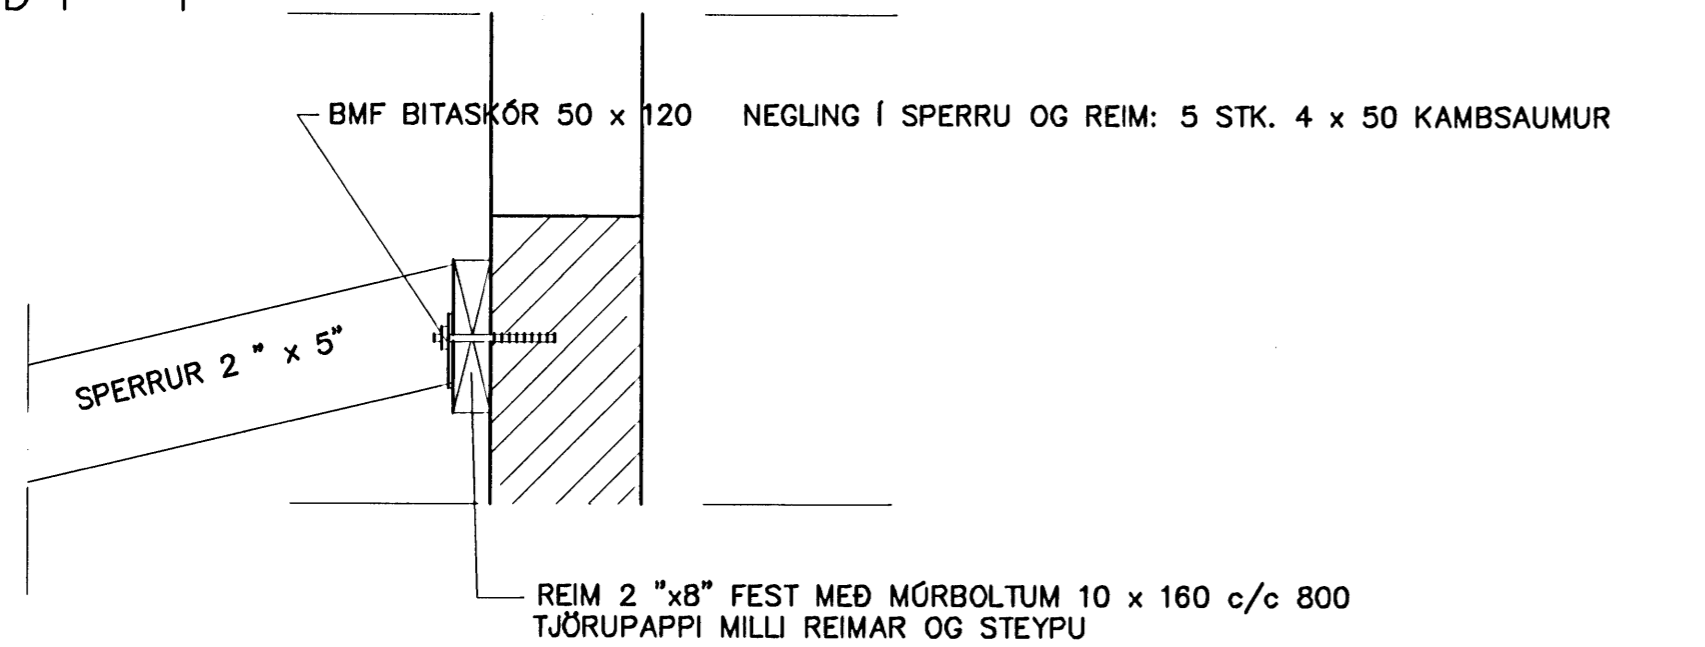 BMF BITASKÓR 50 x 120 NEGLING Í SPERRU OG REIM: 5 STK. 4 x 50 KAMBSAUMUR
SPERRUR 2 " x 5"
REIM 2 "x8" FEST MEÐ MÚRBOLTUM 10 x 160 c/c 800
TJÖRUPAPPI MILLI REIMAR OG STEYPU